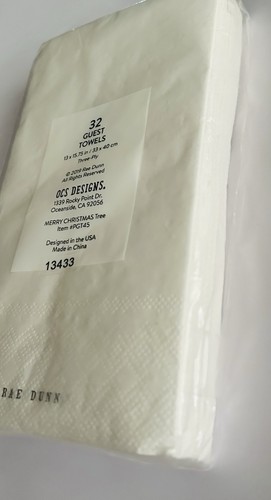 32
GUEST
TOWELS
13 x 15.75 in / 33 x 40 cm
Three-Ply
© 2019 Rae Dunn
All Rights Reserved
OCS DESIGNS.
1339 Rocky Point Dr.
Oceanside, CA 92056
MERRY CHRISTMAS Tree
Item #PGT45
Designed in the USA
Made in China
13433
RAE DUNN